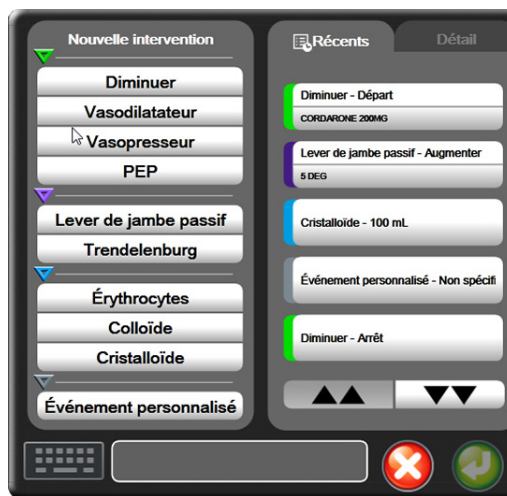 Nouvelle intervention
Diminuer
Vasodilatateur
Vasopresseur
PEP
Lever de jambe passif
Trendelenburg
Érythrocytes
Colloïde
Cristalloïde
Événement personnalisé
Récents
Détail
Diminuer - Départ
CORDARONE 200MG
Lever de jambe passif - Augmenter
5 DEG
Cristalloïde - 100 mL
Événement personnalisé - Non spécifi
Diminuer - Arrêt